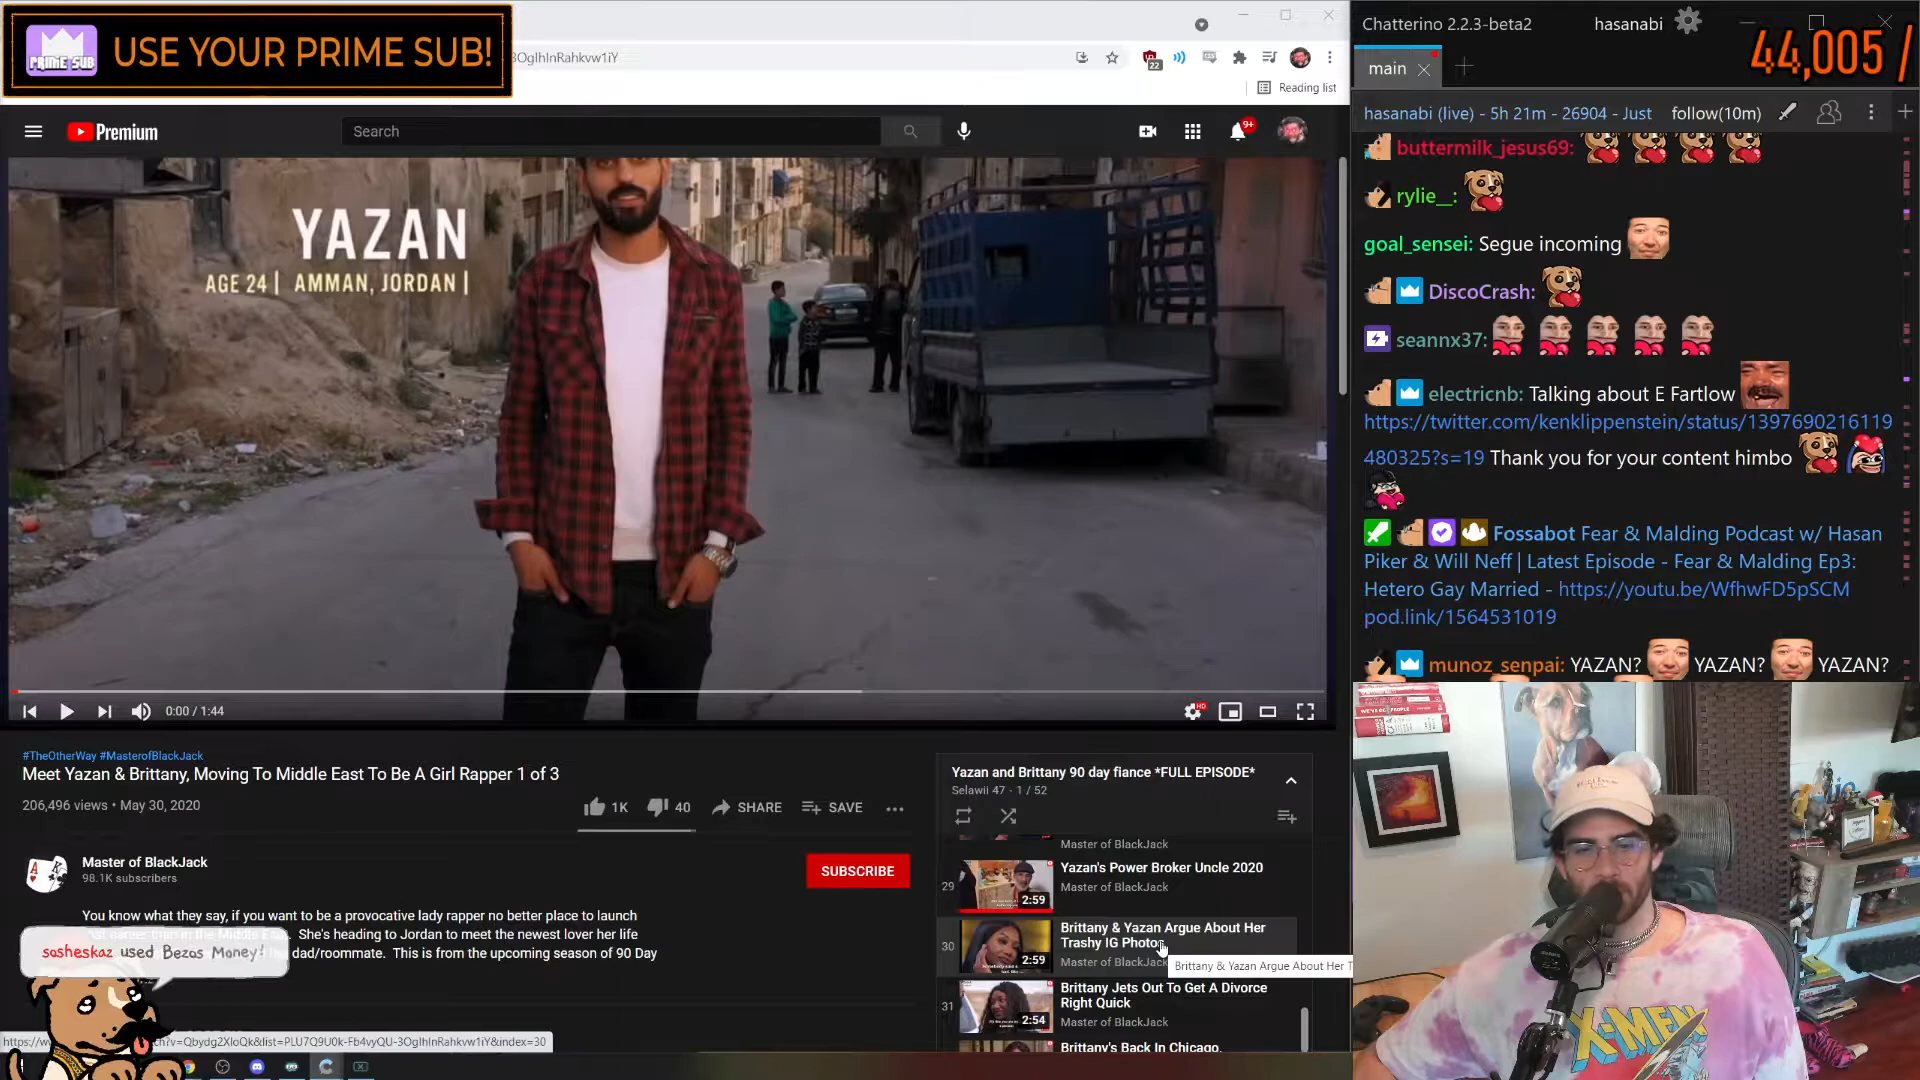 PRIME SUB
USE YOUR PRIME SUB!
3OgIhInRahkvw1iY
22
Reading list
Premium
Search
9+
YAZAN
AGE 24 | AMMAN, JORDAN |
0:00 / 1:44
HD
#TheOtherWay #MasterofBlackJack
Meet Yazan & Brittany, Moving To Middle East To Be A Girl Rapper 1 of 3
206,496 views • May 30, 2020
1K
40
SHARE
SAVE
Master of BlackJack
98.1K subscribers
SUBSCRIBE
You know what they say, if you want to be a provocative lady rapper no better place to launch
She's heading to Jordan to meet the newest lover her life
dad/roommate. This is from the upcoming season of 90 Day
sosheskaz used Bezos Money!
ch?v=Qbydg2XloQk&list=PLU7Q9U0k-Fb4vyQU-3OgIhInRahkvw1iY&index=30
Yazan and Brittany 90 day fiance *FULL EPISODE*
Selawii 47 - 1 / 52
Master of BlackJack
29
2:59
Yazan's Power Broker Uncle 2020
Master of BlackJack
30
2:59
Brittany & Yazan Argue About Her
Trashy IG Photos
Master of BlackJack
Brittany & Yazan Argue About Her T
31
2:54
Brittany Jets Out To Get A Divorce
Right Quick
Master of BlackJack
Brittany's Back In Chicago,
Chatterino 2.2.3-beta2
hasanabi
44,005 /
main
hasanabi (live) - 5h 21m - 26904 - Just
follow(10m)
buttermilk_jesus69:
rylie__:
goal_sensei: Segue incoming
DiscoCrash:
seannx37:
electricnb: Talking about E Fartlow
https://twitter.com/kenklippenstein/status/1397690216119
480325?s=19 Thank you for your content himbo
Fossabot Fear & Malding Podcast w/ Hasan
Piker & Will Neff | Latest Episode - Fear & Malding Ep3:
Hetero Gay Married - https://youtu.be/WfhwFD5pSCM
pod.link/1564531019
munoz_senpai: YAZAN? YAZAN? YAZAN?
X-MEN